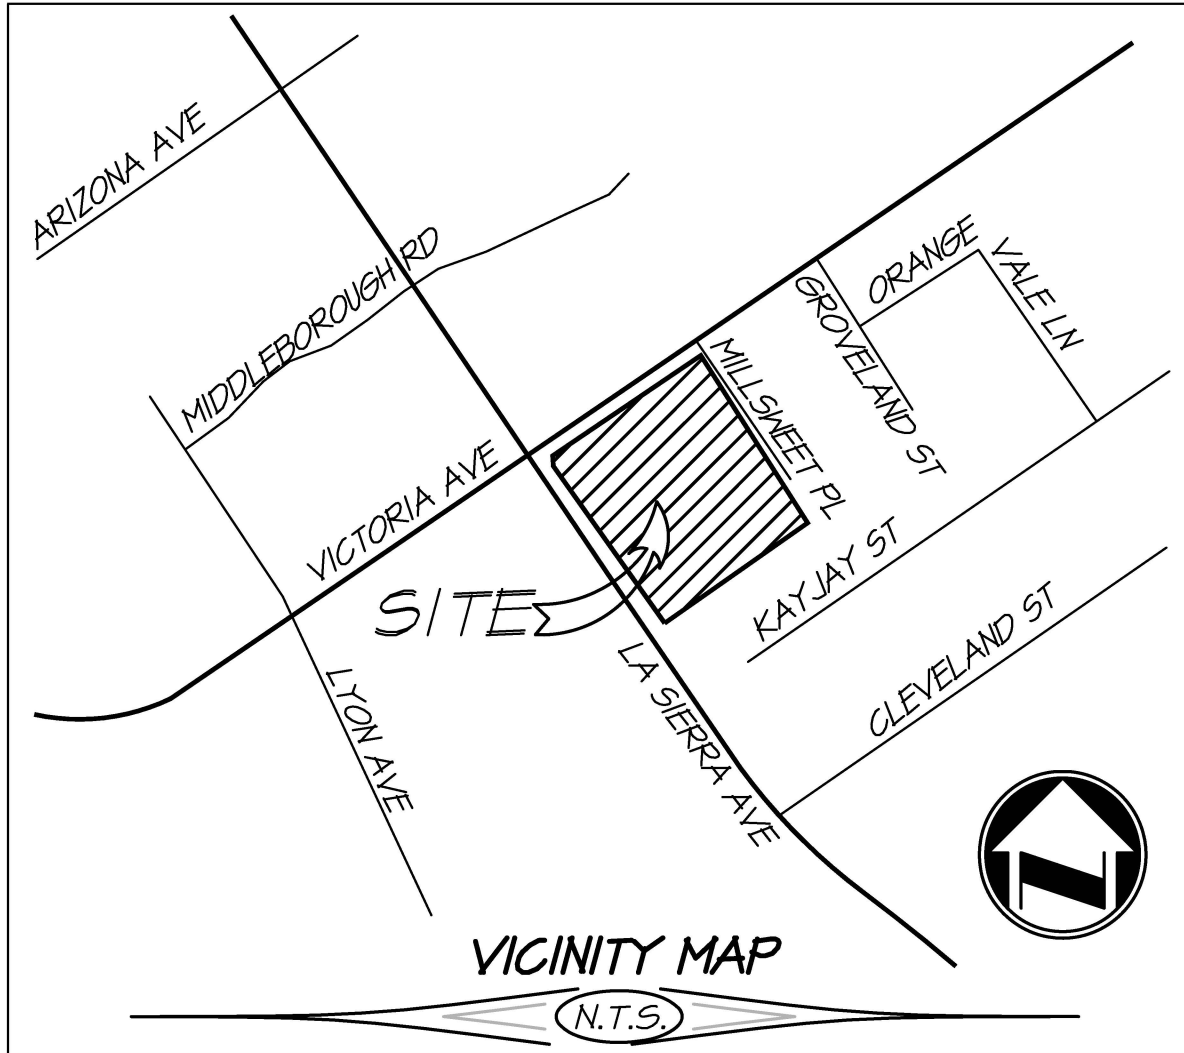 ARIZONA AVE
MIDDLEBOROUGH RD
ORANGE
VALE LN
GROVELAND ST
MILLSWEET PL
VICTORIA AVE
KAYJAY ST
SITE
CLEVELAND ST
LA SIERRA AVE
LYON AVE
N
VICINITY MAP
N.T.S.